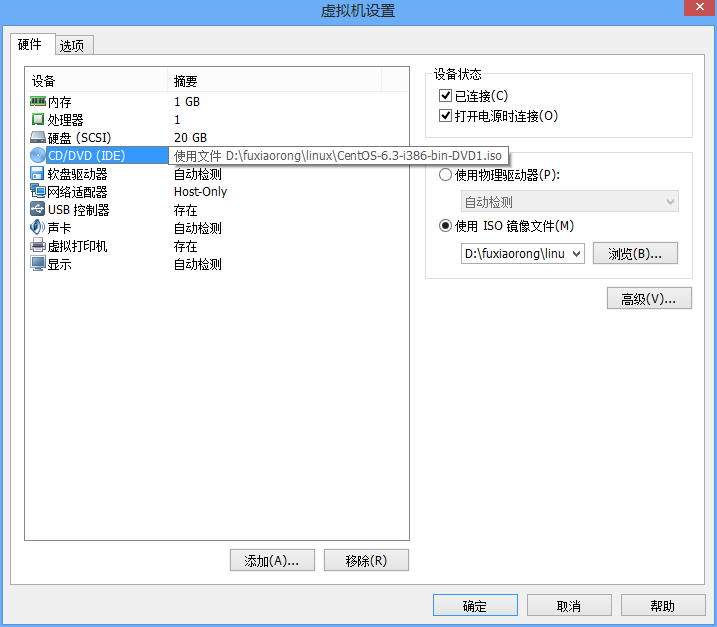 虚拟机设置
硬件 选项
设备 摘要
内存 1 GB
处理器 1
硬盘 (SCSI) 20 GB
CD/DVD (IDE) 使用文件 D:\fuxiaorong\linux\CentOS-6.3-i386-bin-DVD1.iso
软盘驱动器 自动检测
网络适配器 Host-Only
USB 控制器 存在
声卡 自动检测
虚拟打印机 存在
显示 自动检测
添加(A)... 移除(R)
设备状态
已连接(C)
打开电源时连接(O)
使用物理驱动器(P):
自动检测
使用 ISO 镜像文件(M)
D:\fuxiaorong\linu 浏览(B)...
高级(V)...
确定 取消 帮助